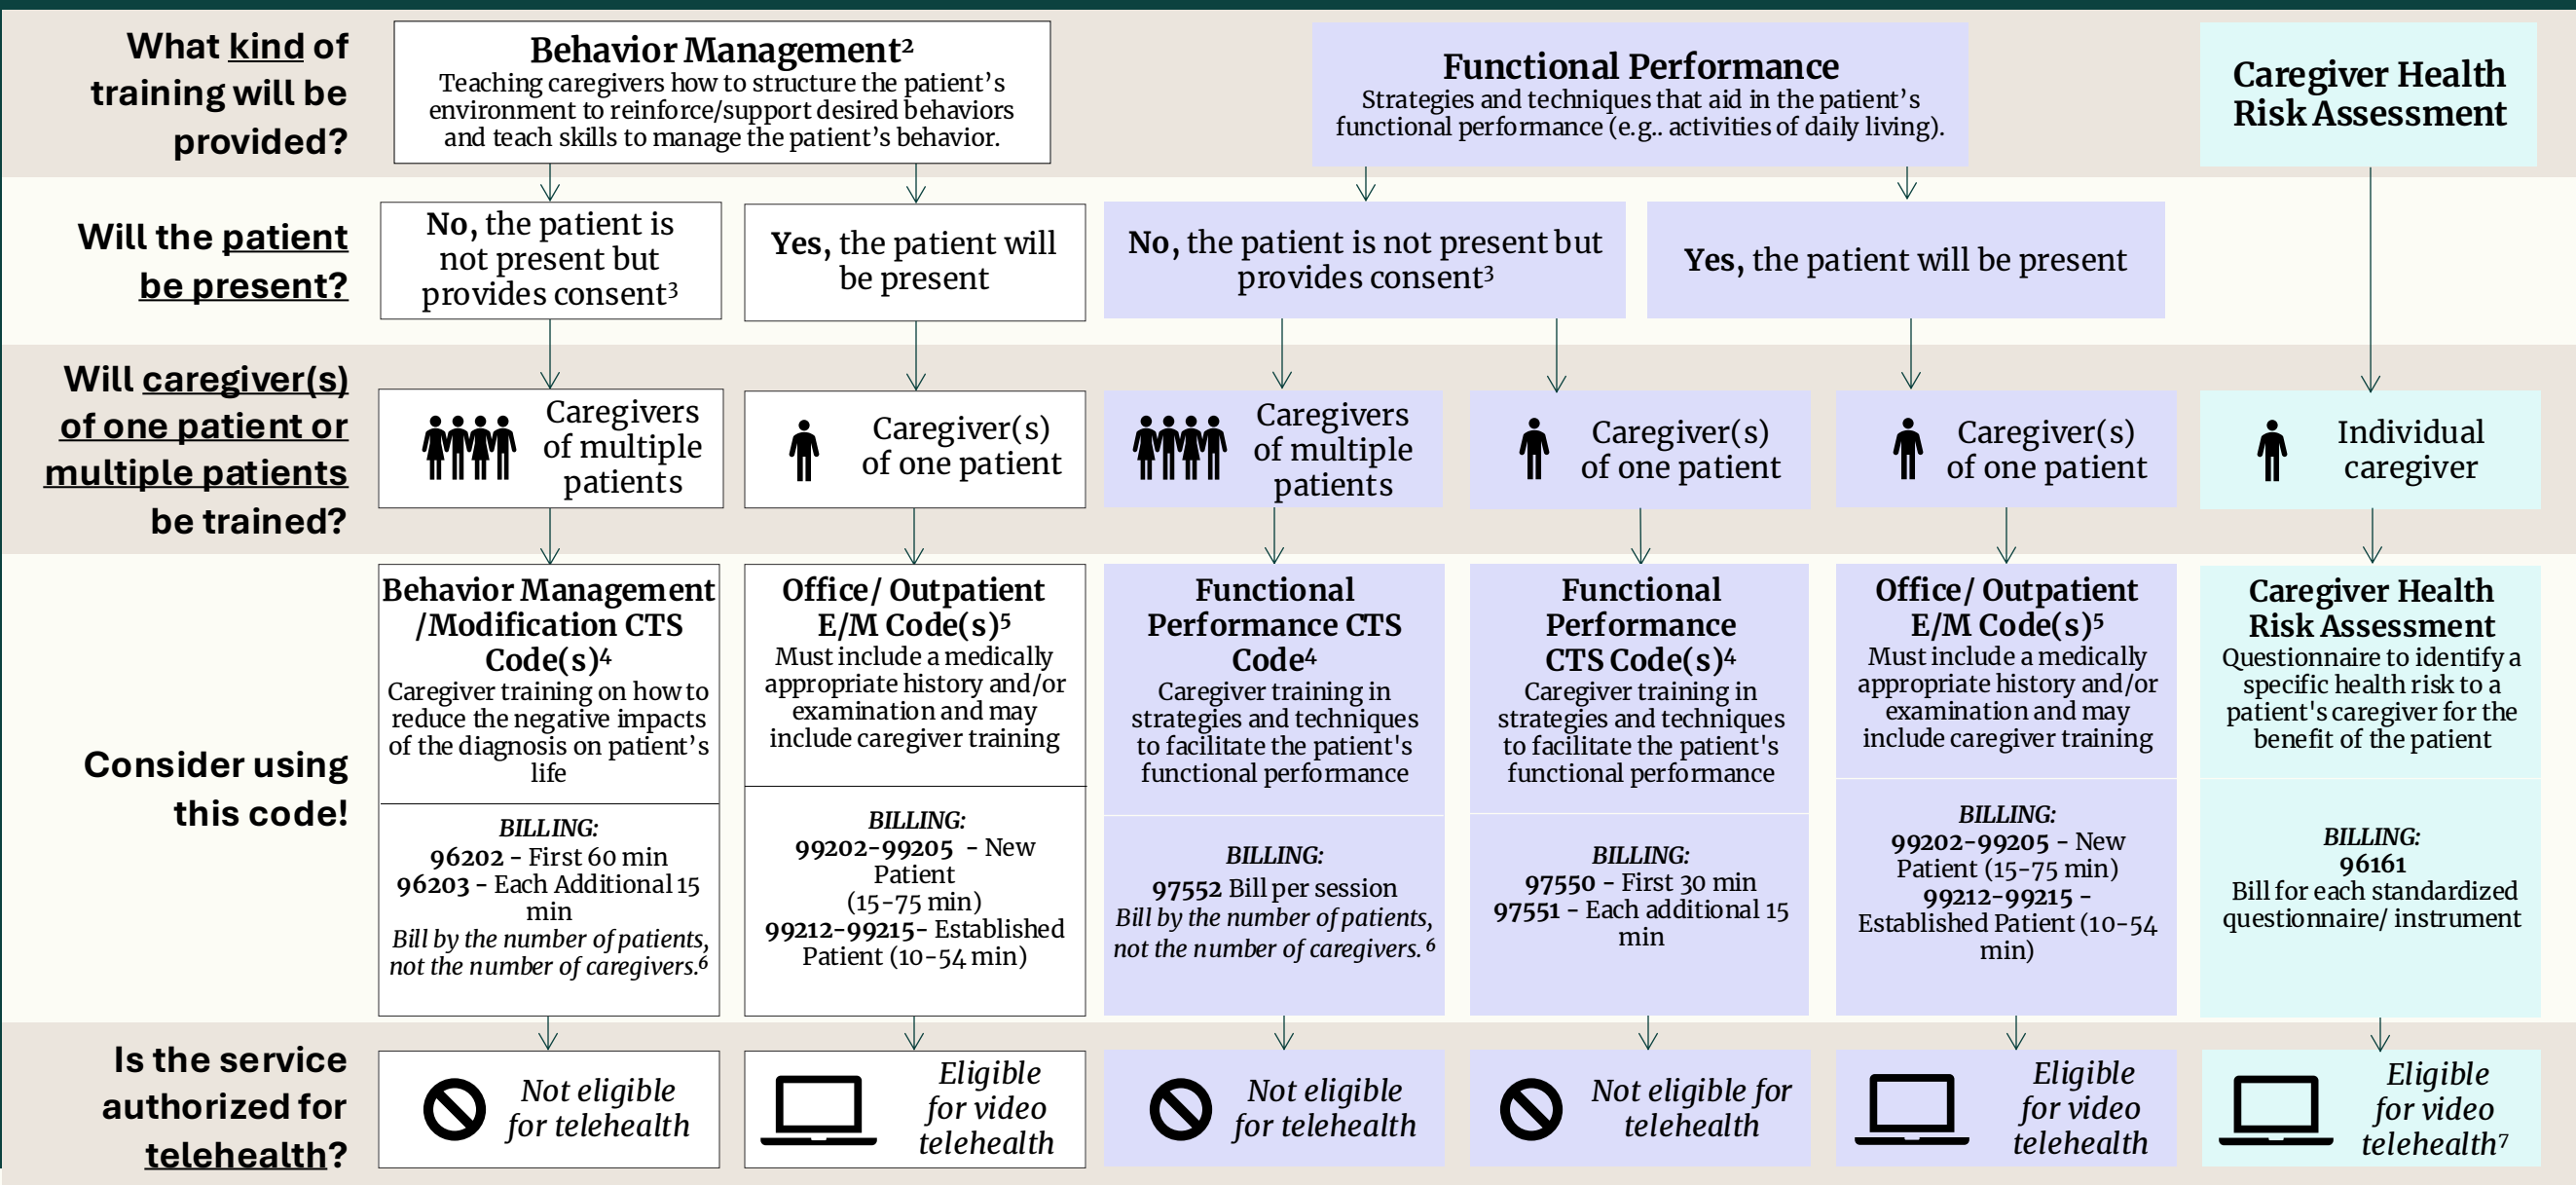 What kind of
training will be
provided?
Behavior Management²
Teaching caregivers how to structure the patient’s
environment to reinforce/support desired behaviors
and teach skills to manage the patient’s behavior.
Functional Performance
Strategies and techniques that aid in the patient’s
functional performance (e.g.. activities of daily living).
Caregiver Health
Risk Assessment
Will the patient
be present?
No, the patient is
not present but
provides consent³
Yes, the patient will
be present
No, the patient is not present but
provides consent³
Yes, the patient will be present
Will caregiver(s)
of one patient or
multiple patients
be trained?
Caregivers
of multiple
patients
Caregiver(s)
of one patient
Caregivers
of multiple
patients
Caregiver(s)
of one patient
Caregiver(s)
of one patient
Individual
caregiver
Consider using
this code!
Behavior Management
/Modification CTS
Code(s)⁴
Caregiver training on how to
reduce the negative impacts
of the diagnosis on patient’s
life
BILLING:
96202 - First 60 min
96203 - Each Additional 15
min
Bill by the number of patients,
not the number of caregivers.⁶
Office/ Outpatient
E/M Code(s)⁵
Must include a medically
appropriate history and/or
examination and may
include caregiver training
BILLING:
99202-99205 - New
Patient
(15-75 min)
99212-99215- Established
Patient (10-54 min)
Functional
Performance CTS
Code⁴
Caregiver training in
strategies and techniques
to facilitate the patient's
functional performance
BILLING:
97552 Bill per session
Bill by the number of patients,
not the number of caregivers. ⁶
Functional
Performance
CTS Code(s)⁴
Caregiver training in
strategies and techniques
to facilitate the patient's
functional performance
BILLING:
97550 - First 30 min
97551 - Each additional 15
min
Office/ Outpatient
E/M Code(s)⁵
Must include a medically
appropriate history and/or
examination and may
include caregiver training
BILLING:
99202-99205 - New
Patient (15-75 min)
99212-99215 -
Established Patient (10-54
min)
Caregiver Health
Risk Assessment
Questionnaire to identify a
specific health risk to a
patient's caregiver for the
benefit of the patient
BILLING:
96161
Bill for each standardized
questionnaire/ instrument
Is the service
authorized for
telehealth?
Not eligible
for telehealth
Eligible
for video
telehealth
Not eligible
for telehealth
Not eligible for
telehealth
Eligible
for video
telehealth
Eligible
for video
telehealth⁷